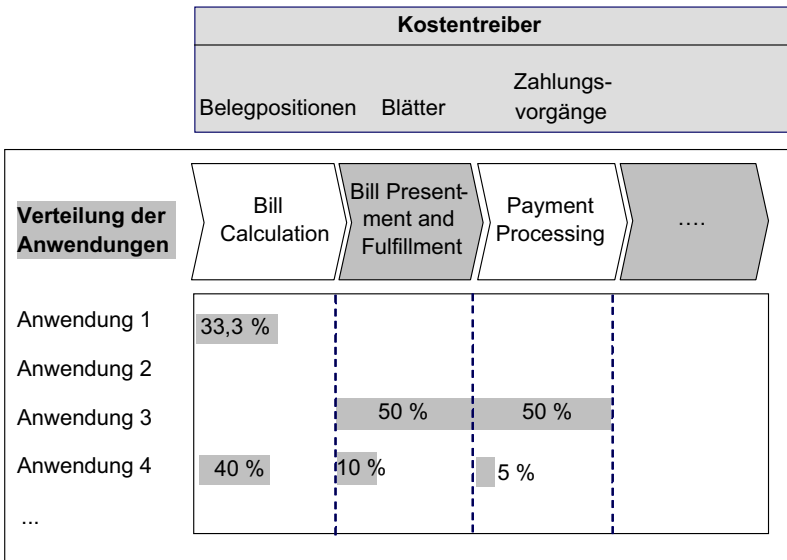 Kostentreiber
Zahlungs-
Belegpositionen Blätter vorgänge
Verteilung der
Anwendungen
Bill
Calculation
Bill Present-
ment and
Fulfillment
Payment
Processing
....
Anwendung 1 33,3 %
Anwendung 2
Anwendung 3 50 % 50 %
Anwendung 4 40 % 10 % 5 %
...